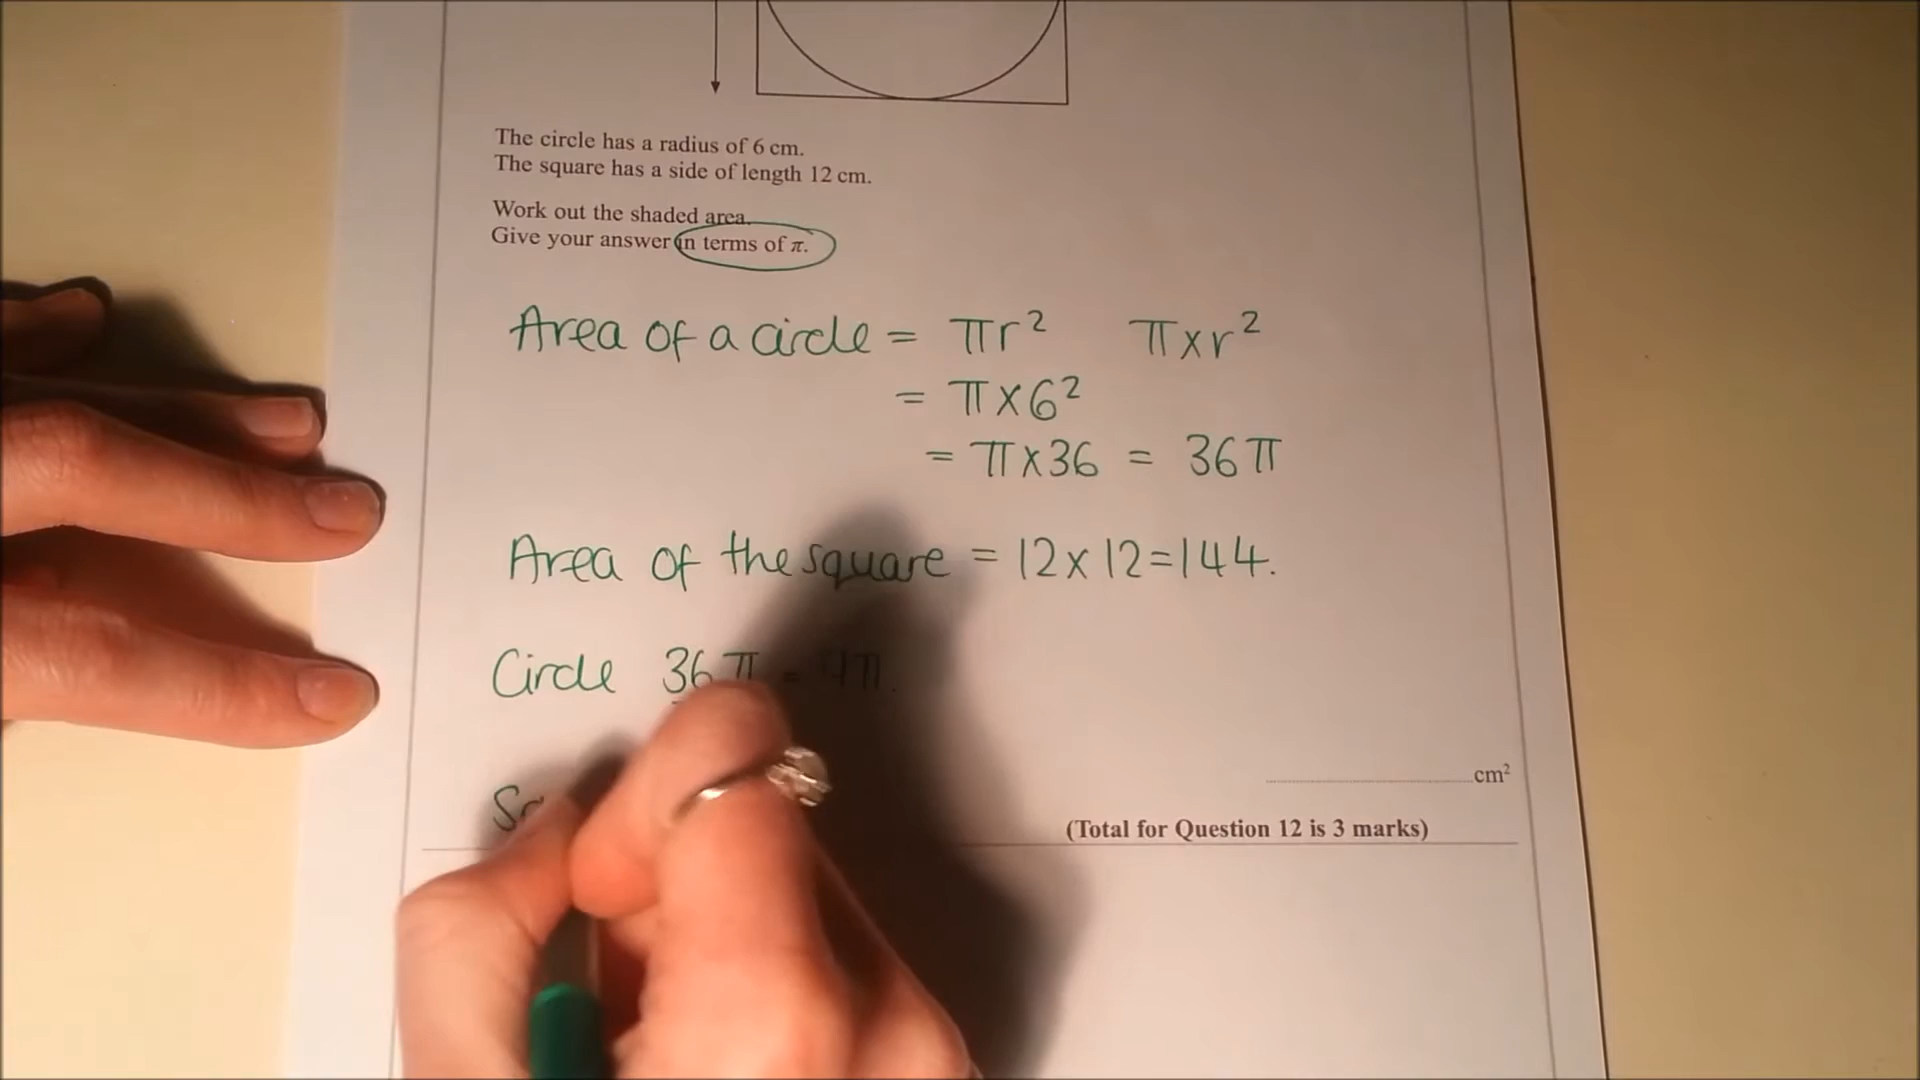 The circle has a radius of 6 cm.
The square has a side of length 12 cm.
Work out the shaded area.
Give your answer in terms of π.
Area of a circle = πr² π×r²
= π×6²
= π×36 = 36π
Area of the square = 12×12=144.
Circle 36π = 9π.
cm²
(Total for Question 12 is 3 marks)